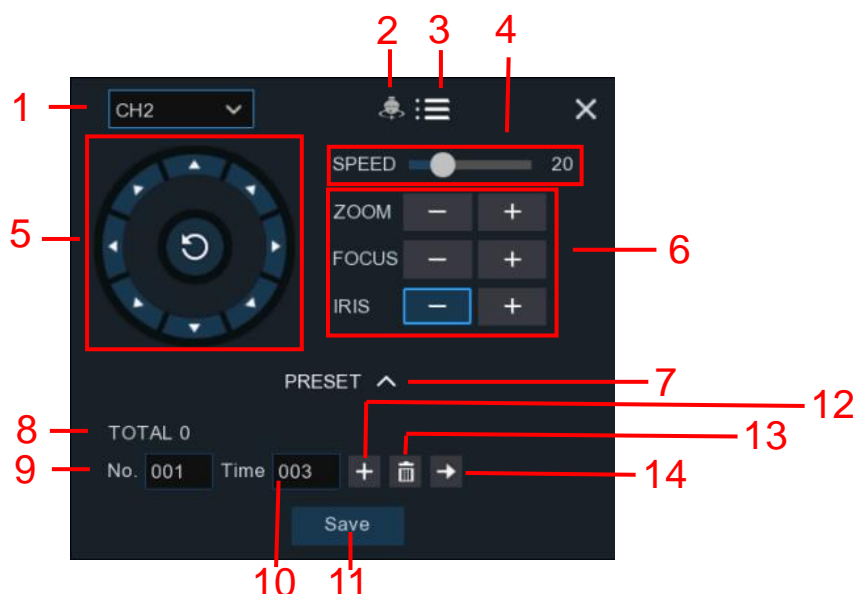 2 3 4
1 CH2
SPEED 20
ZOOM - +
5 FOCUS - + 6
IRIS - +
PRESET 7
12
8 TOTAL 0 13
9 No. 001 Time 003 + 14
Save
10 11